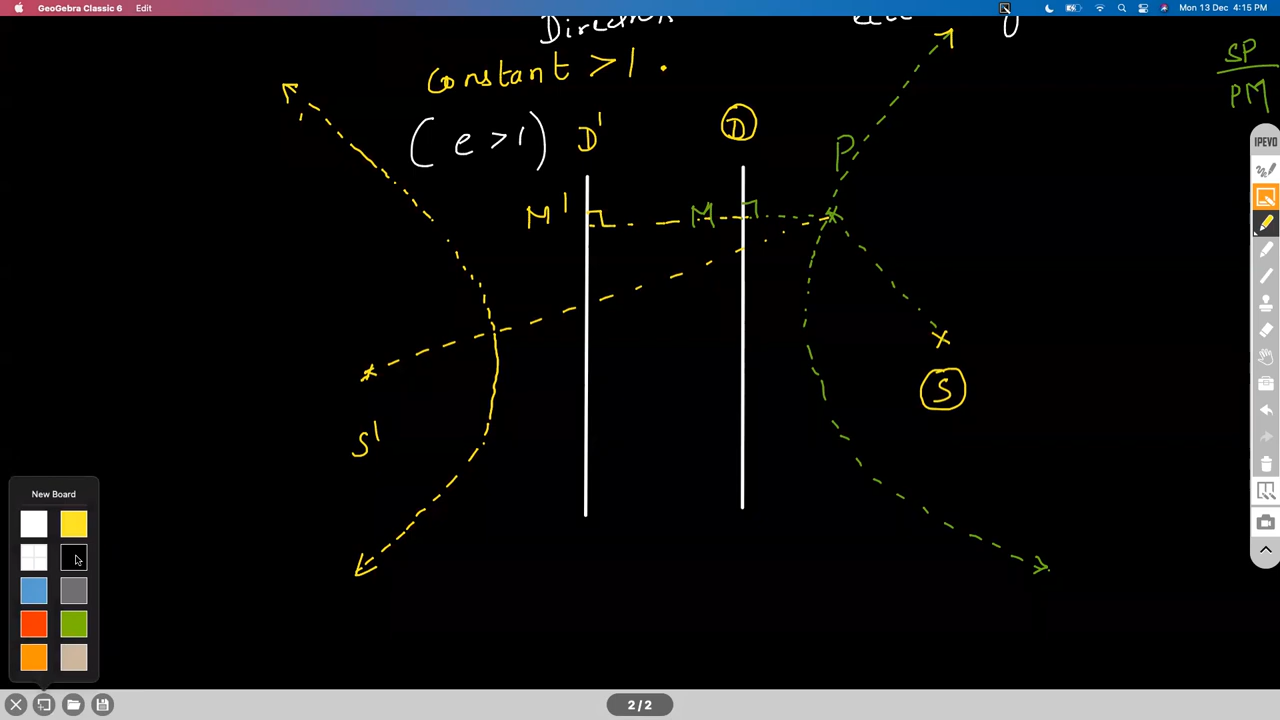 GeoGebra Classic 6 Edit Mon 13 Dec 4:15 PM
constant > 1 .
( e > 1 )
D' D
SP
PM
P
M' M
S
S'
IPEVO
New Board
2 / 2